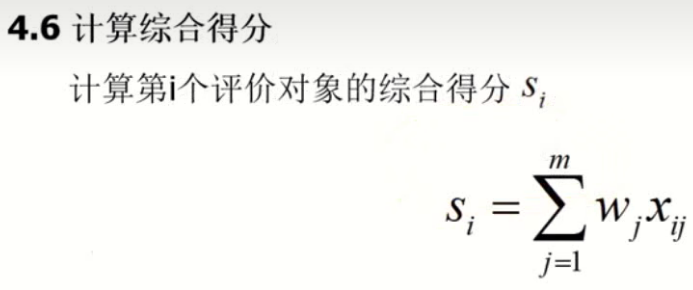 4.6 计算综合得分
计算第i个评价对象的综合得分 s_i
s_i = \sum_{j=1}^{m} w_j x_{ij}